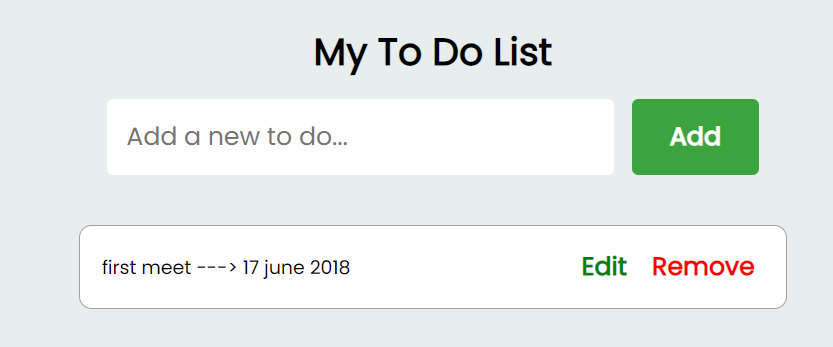 My To Do List
Add a new to do...
Add
first meet ---> 17 june 2018
Edit
Remove